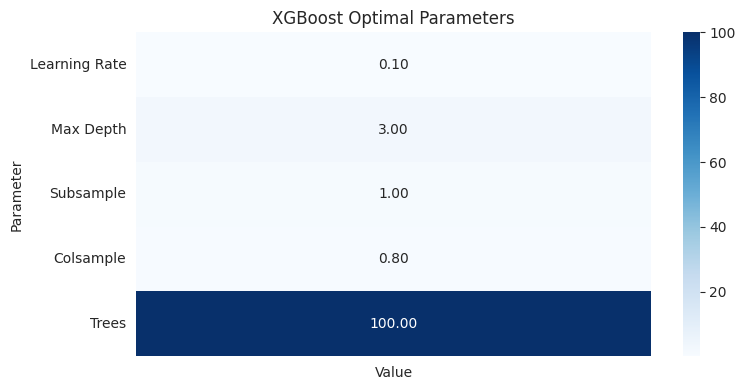 XGBoost Optimal Parameters
Parameter
Learning Rate
0.10
Max Depth
3.00
Subsample
1.00
Colsample
0.80
Trees
100.00
Value
100
80
60
40
20